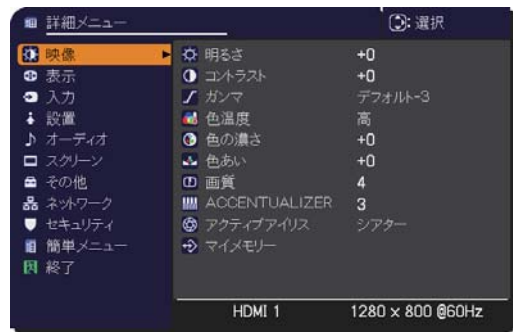 詳細メニュー
:選択
映像
表示
入力
設置
オーディオ
スクリーン
その他
ネットワーク
セキュリティ
簡単メニュー
終了
明るさ +0
コントラスト +0
ガンマ デフォルト-3
色温度 高
色の濃さ +0
色あい +0
画質 4
ACCENTUALIZER 3
アクティブアイリス シアター
マイメモリー
HDMI 1 1280 × 800 @60Hz